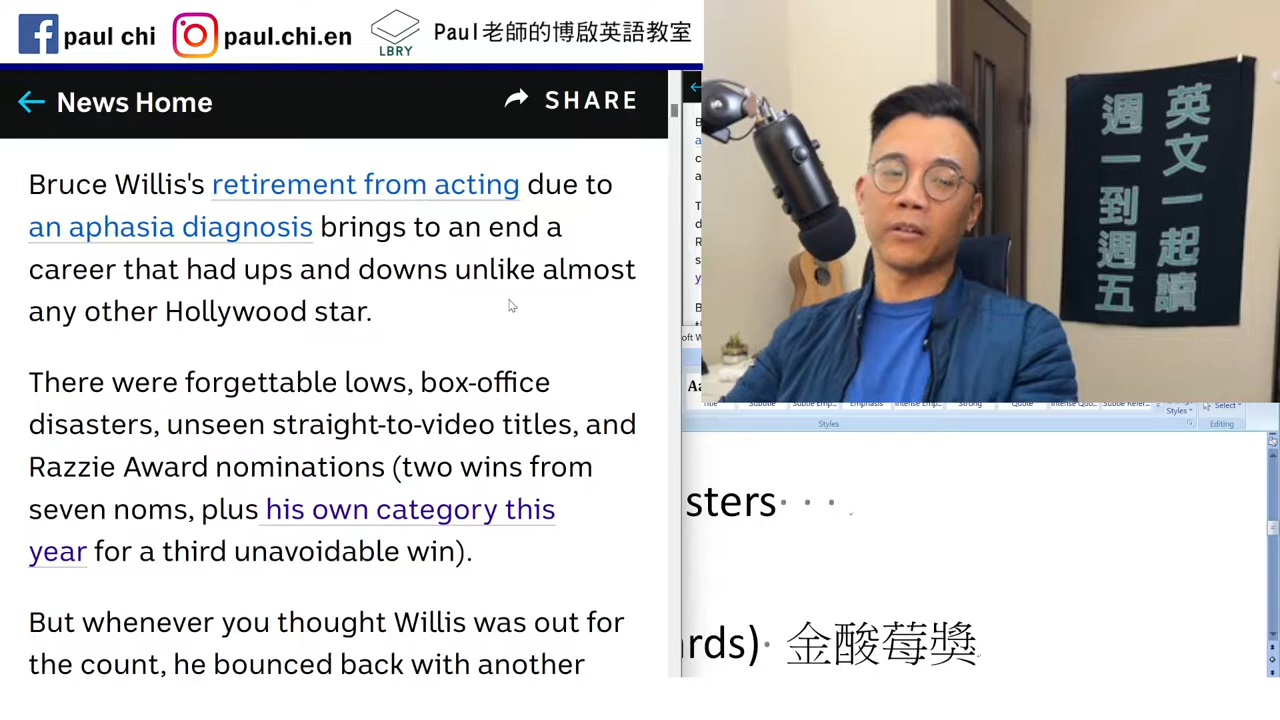 paul chi
paul.chi.en
LBRY
Paul老師的博啟英語教室
News Home
SHARE
Bruce Willis's retirement from acting due to
an aphasia diagnosis brings to an end a
career that had ups and downs unlike almost
any other Hollywood star.
There were forgettable lows, box-office
disasters, unseen straight-to-video titles, and
Razzie Award nominations (two wins from
seven noms, plus his own category this
year for a third unavoidable win).
But whenever you thought Willis was out for
the count, he bounced back with another
英文一起讀
週一到週五
Styles
Select
Styles
Editing
sters
rds) 金酸莓獎